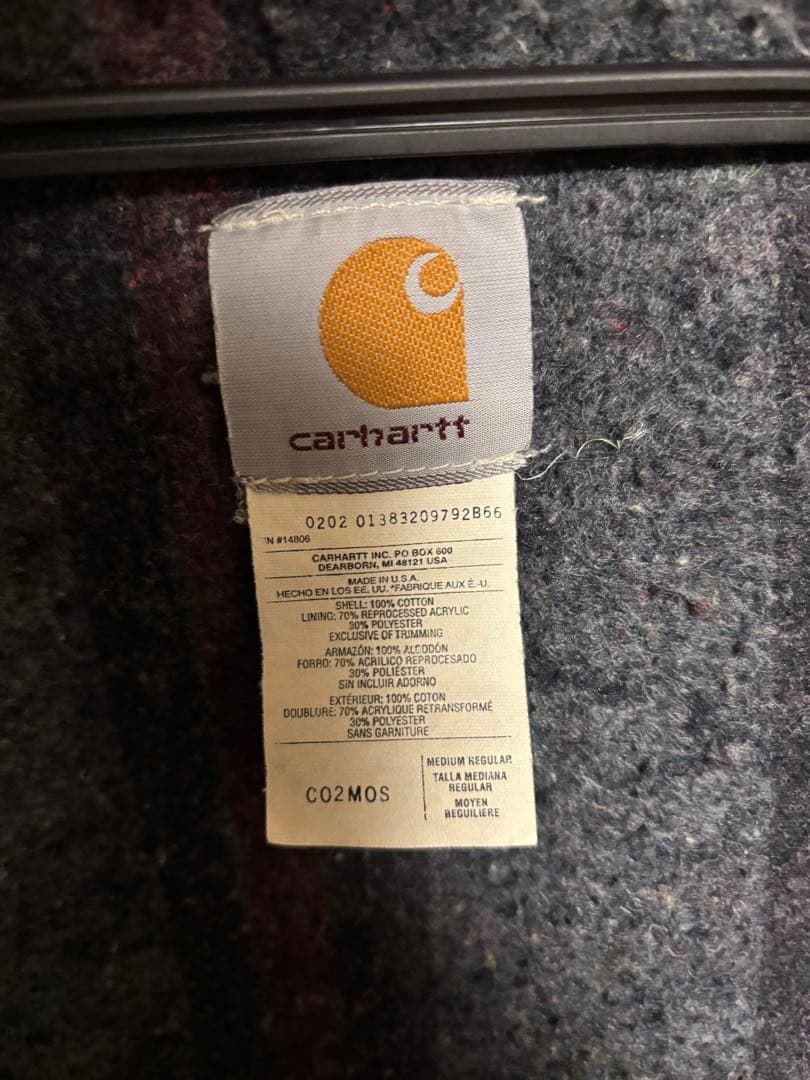 carhartt
0202 01383209792B66
N #14806
CARHARTT INC. PO BOX 600
DEARBORN, MI 48121 USA
MADE IN U.S.A.
HECHO EN LOS EE. UU. *FABRIQUE AUX É.-U.
SHELL: 100% COTTON
LINING: 70% REPROCESSED ACRYLIC
30% POLYESTER
EXCLUSIVE OF TRIMMING
ARMAZÓN: 100% ALGODÓN
FORRO: 70% ACRILICO REPROCESADO
30% POLIÉSTER
SIN INCLUIR ADORNO
EXTÉRIEUR: 100% COTON
DOUBLURE: 70% ACRYLIQUE RETRANSFORMÉ
30% POLYESTER
SANS GARNITURE
C02MOS
MEDIUM REGULAR
TALLA MEDIANA
REGULAR
MOYEN
REGUILIERE